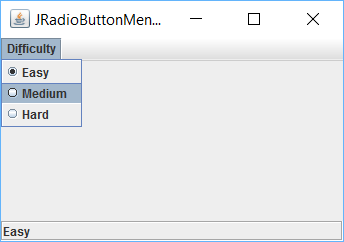 JRadioButtonMen...
Difficulty
Easy
Medium
Hard
Easy